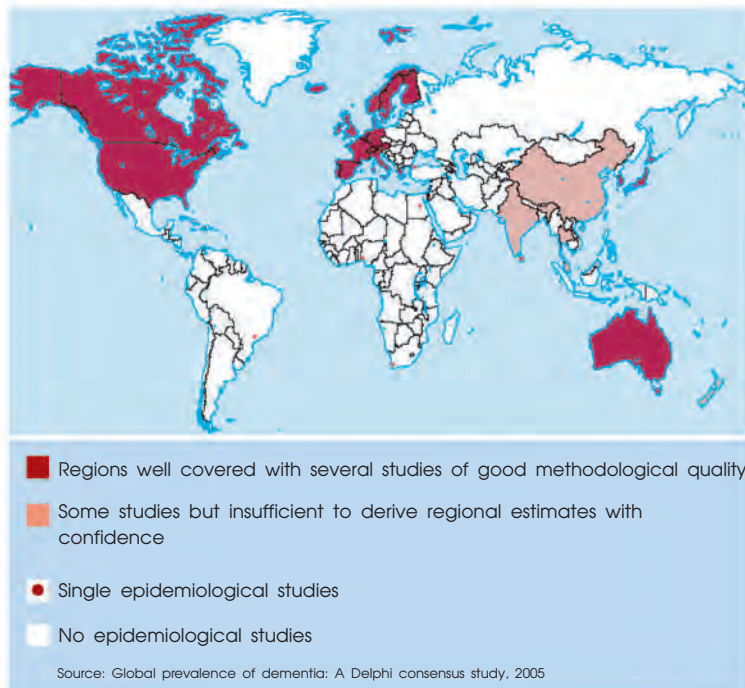 Regions well covered with several studies of good methodological quality
Some studies but insufficient to derive regional estimates with
confidence
Single epidemiological studies
No epidemiological studies
Source: Global prevalence of dementia: A Delphi consensus study, 2005